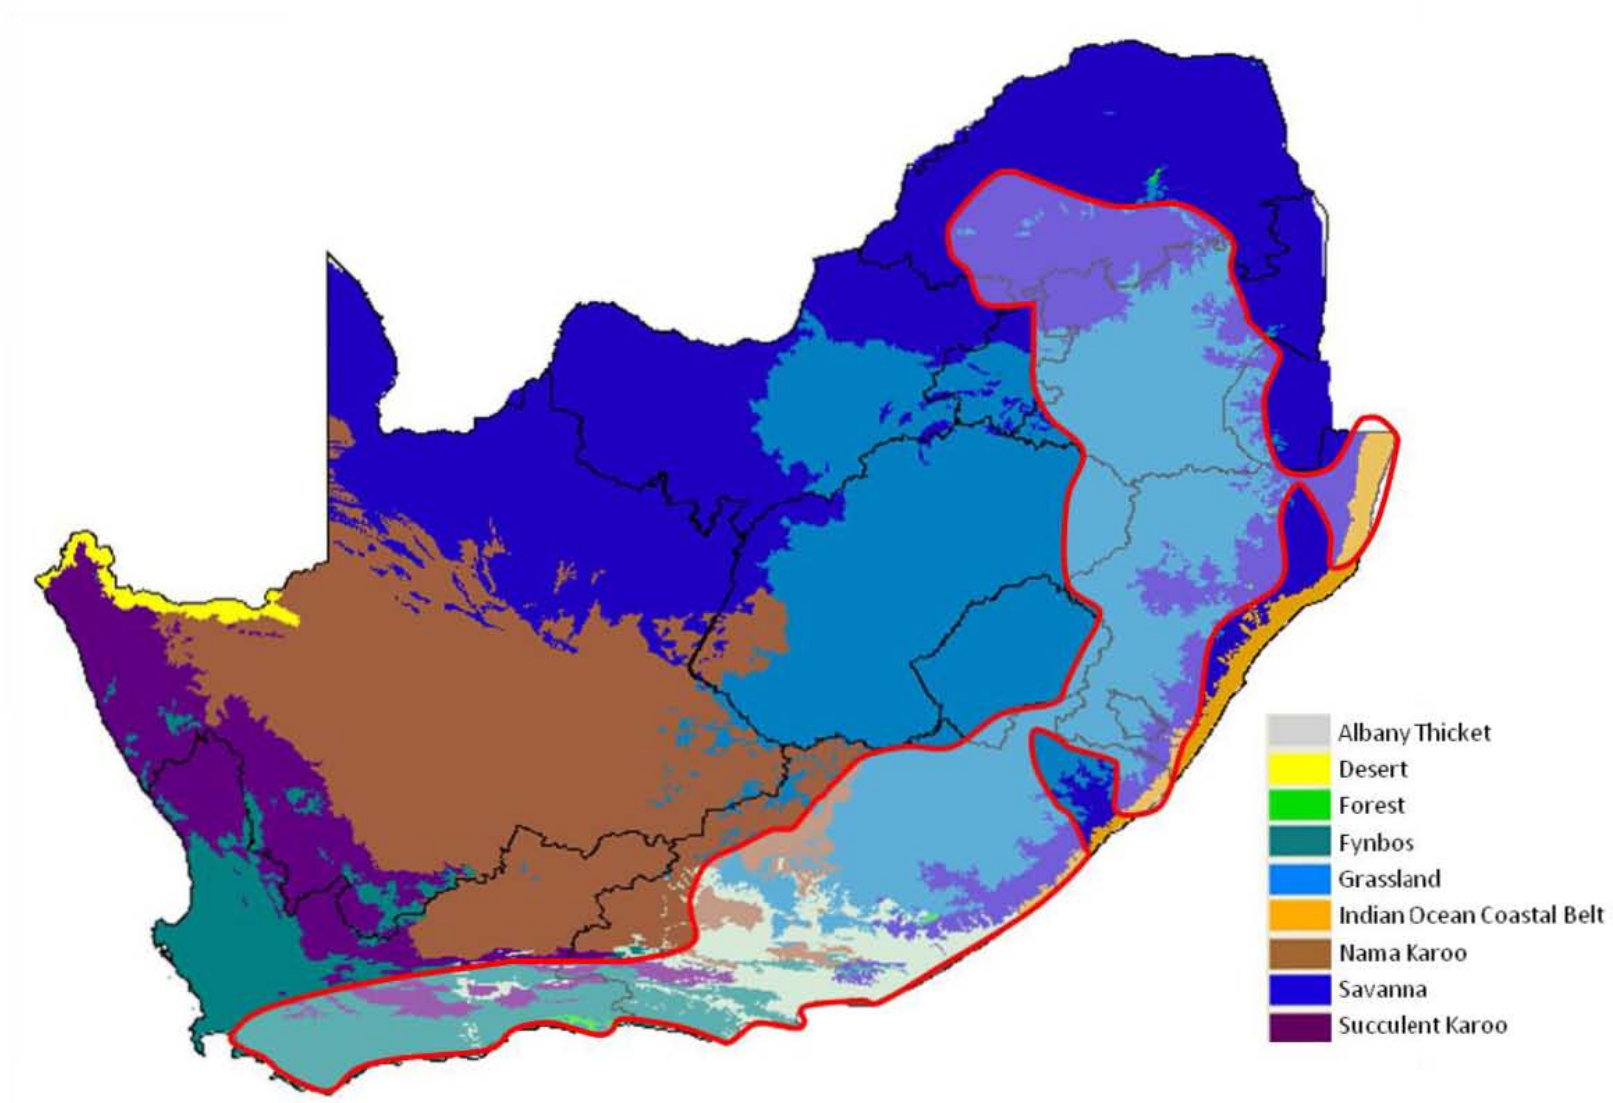 Albany Thicket
Desert
Forest
Fynbos
Grassland
Indian Ocean Coastal Belt
Nama Karoo
Savanna
Succulent Karoo